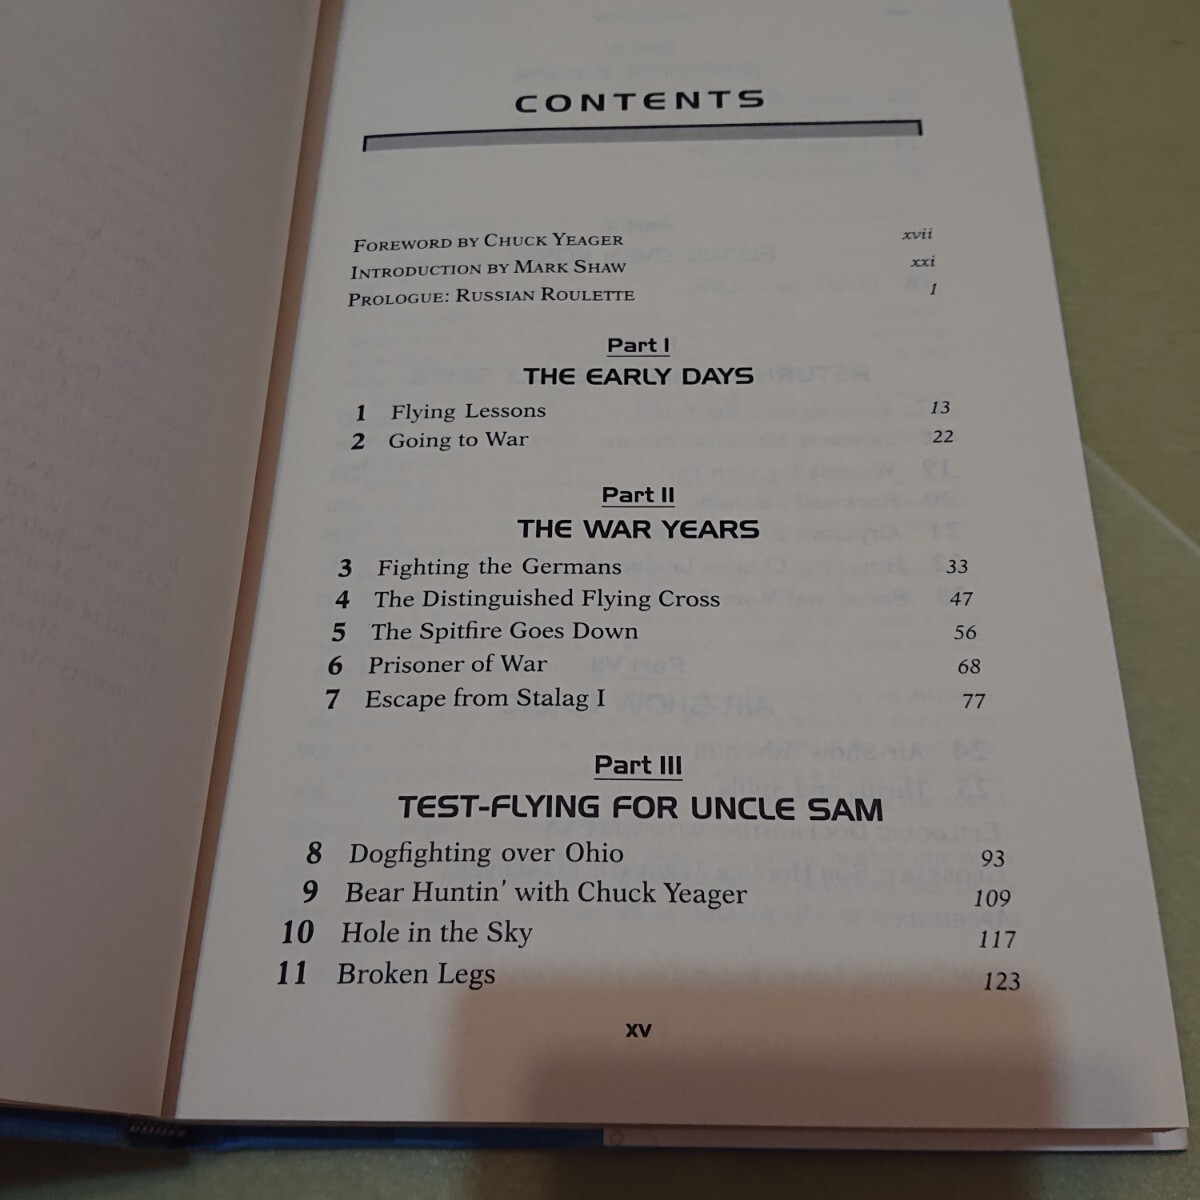 CONTENTS
FOREWORD BY CHUCK YEAGER xvii
INTRODUCTION BY MARK SHAW xxi
PROLOGUE: RUSSIAN ROULETTE 1
Part I
THE EARLY DAYS
1 Flying Lessons 13
2 Going to War 22
Part II
THE WAR YEARS
3 Fighting the Germans 33
4 The Distinguished Flying Cross 47
5 The Spitfire Goes Down 56
6 Prisoner of War 68
7 Escape from Stalag I 77
Part III
TEST-FLYING FOR UNCLE SAM
8 Dogfighting over Ohio 93
9 Bear Huntin' with Chuck Yeager 109
10 Hole in the Sky 117
11 Broken Legs 123
xv